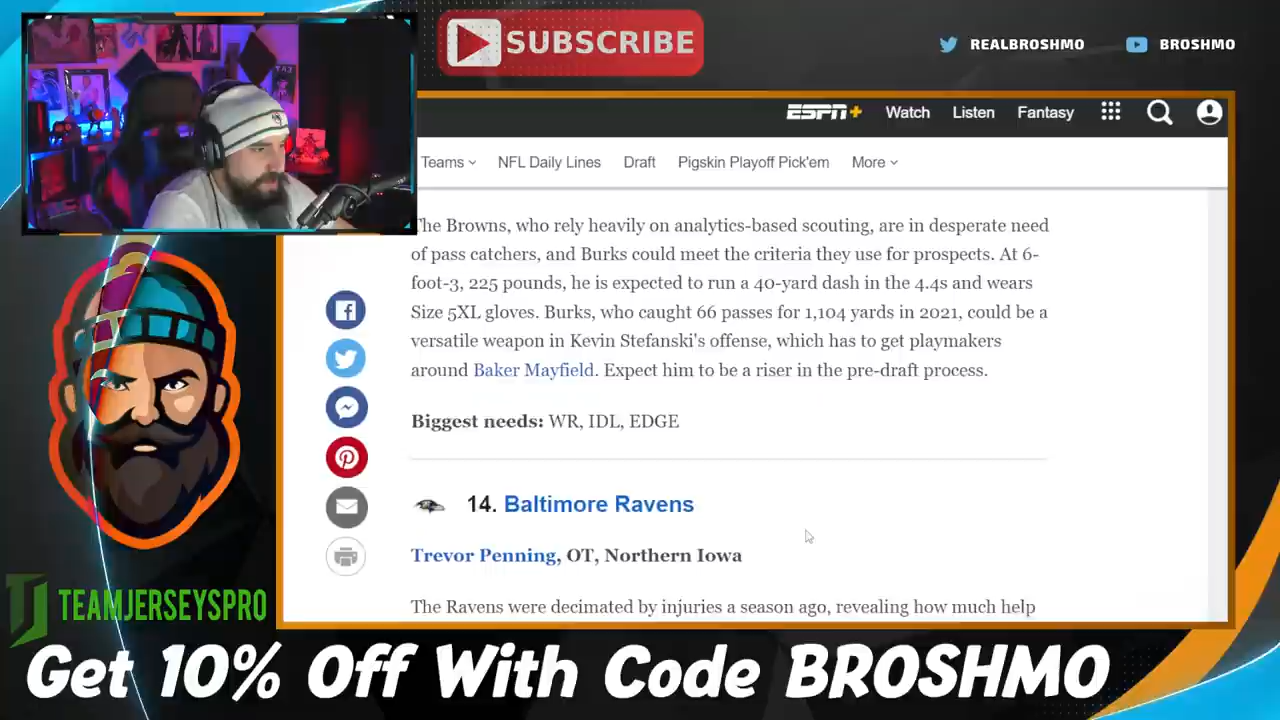 SUBSCRIBE
REALBROSHMO
BROSHMO
ESPN+ Watch Listen Fantasy
Teams NFL Daily Lines Draft Pigskin Playoff Pick'em More
The Browns, who rely heavily on analytics-based scouting, are in desperate need
of pass catchers, and Burks could meet the criteria they use for prospects. At 6-
foot-3, 225 pounds, he is expected to run a 40-yard dash in the 4.4s and wears
Size 5XL gloves. Burks, who caught 66 passes for 1,104 yards in 2021, could be a
versatile weapon in Kevin Stefanski's offense, which has to get playmakers
around Baker Mayfield. Expect him to be a riser in the pre-draft process.
Biggest needs: WR, IDL, EDGE
14. Baltimore Ravens
Trevor Penning, OT, Northern Iowa
The Ravens were decimated by injuries a season ago, revealing how much help
TEAMJERSEYSPRO
Get 10% Off With Code BROSHMO